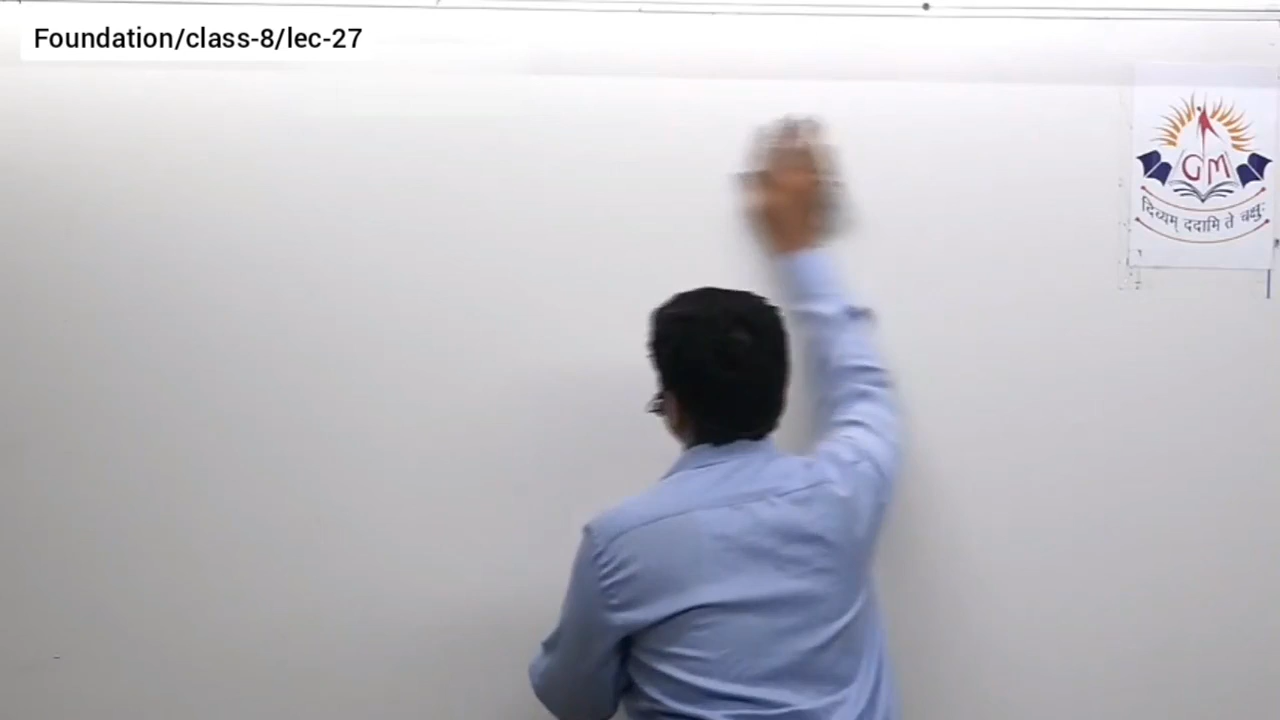 Foundation/class-8/lec-27
GM
दिव्यम् ददामि ते चक्षुः